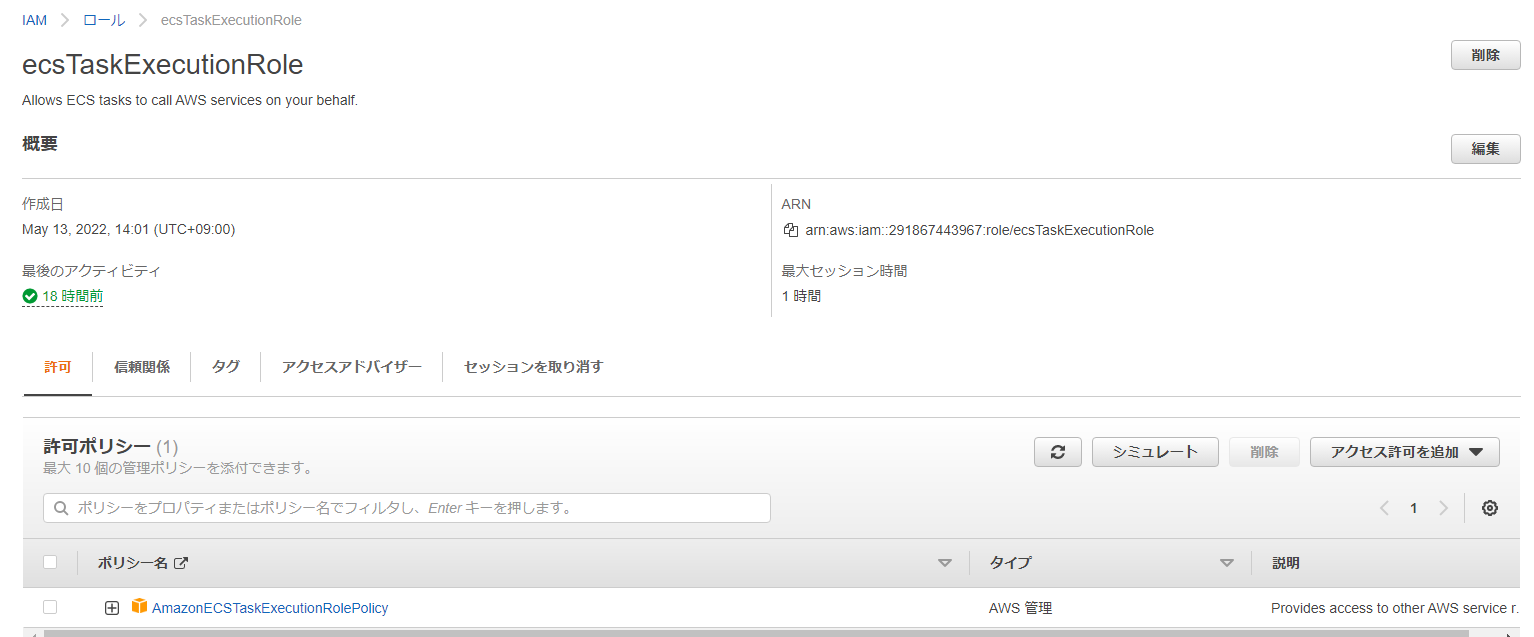 IAM > ロール > ecsTaskExecutionRole
ecsTaskExecutionRole
削除
Allows ECS tasks to call AWS services on your behalf.
概要
編集
作成日
May 13, 2022, 14:01 (UTC+09:00)
ARN
arn:aws:iam::291867443967:role/ecsTaskExecutionRole
最後のアクティビティ
18 時間前
最大セッション時間
1 時間
許可 信頼関係 タグ アクセスアドバイザー セッションを取り消す
許可ポリシー (1)
最大 10 個の管理ポリシーを添付できます。
シミュレート 削除 アクセス許可を追加
ポリシーをプロパティまたはポリシー名でフィルタし、Enter キーを押します。
1
ポリシー名 タイプ 説明
AmazonECSTaskExecutionRolePolicy AWS 管理 Provides access to other AWS service r.